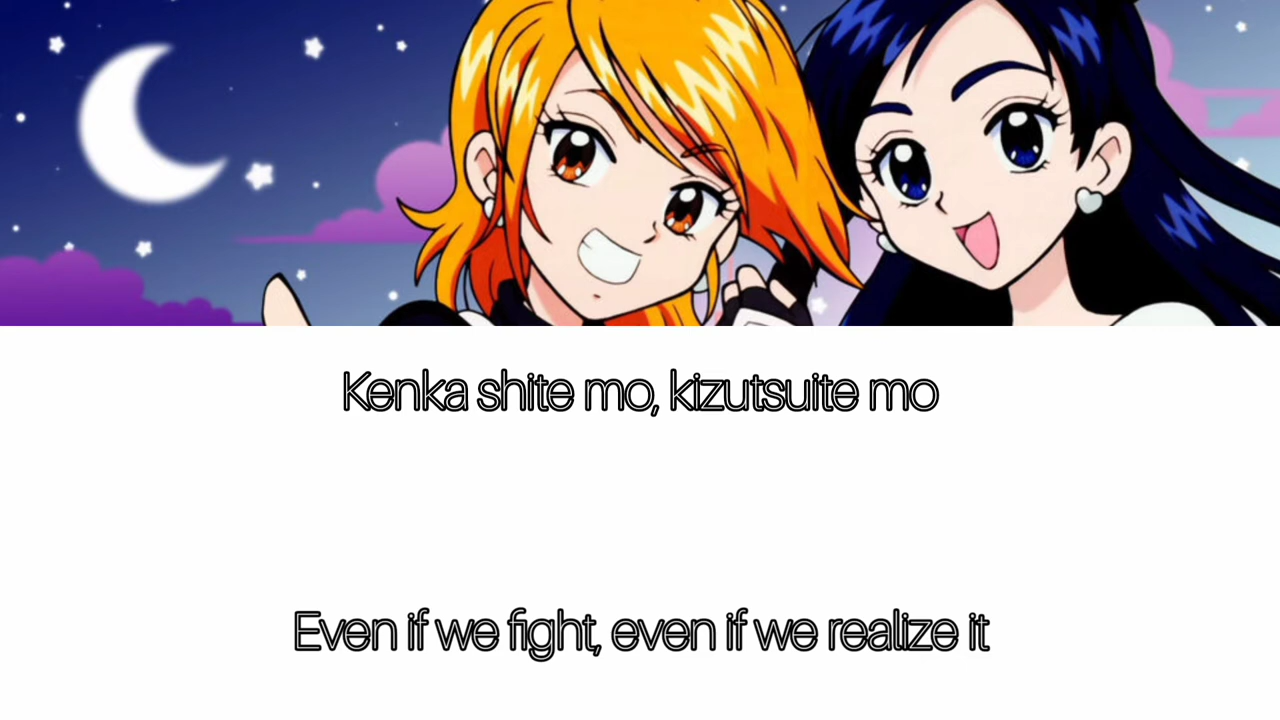 Kenka shite mo, kizutsuite mo
Even if we fight, even if we realize it